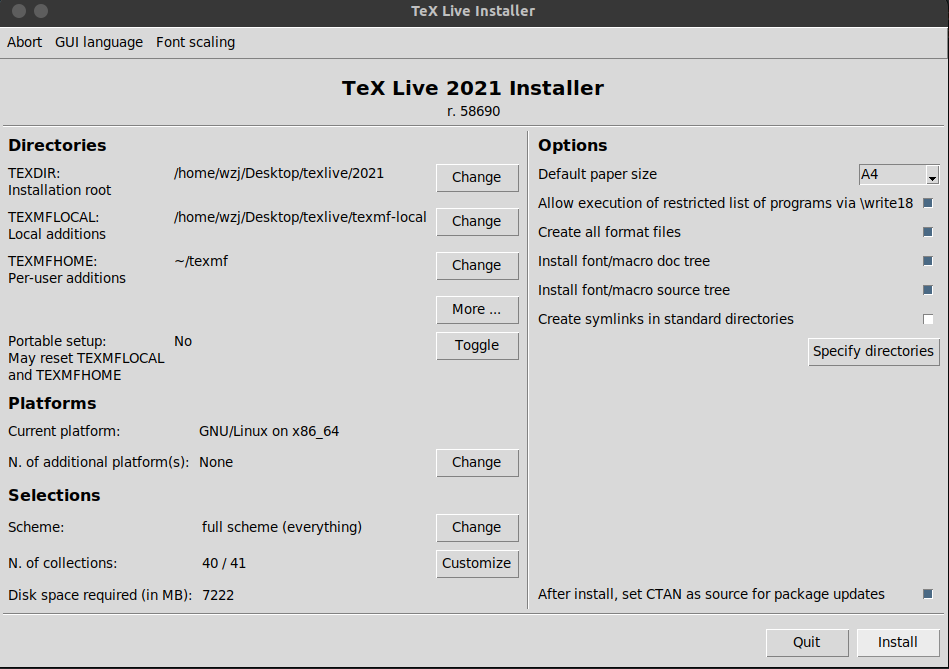 TeX Live Installer
Abort GUI language Font scaling
TeX Live 2021 Installer
r. 58690
Directories
TEXDIR: /home/wzj/Desktop/texlive/2021 Change
Installation root
TEXMFLOCAL: /home/wzj/Desktop/texlive/texmf-local Change
Local additions
TEXMFHOME: ~/texmf Change
Per-user additions
More ...
Portable setup: No Toggle
May reset TEXMFLOCAL
and TEXMFHOME
Platforms
Current platform: GNU/Linux on x86_64
N. of additional platform(s): None Change
Selections
Scheme: full scheme (everything) Change
N. of collections: 40 / 41 Customize
Disk space required (in MB): 7222
Options
Default paper size A4
Allow execution of restricted list of programs via \write18
Create all format files
Install font/macro doc tree
Install font/macro source tree
Create symlinks in standard directories
Specify directories
After install, set CTAN as source for package updates
Quit Install